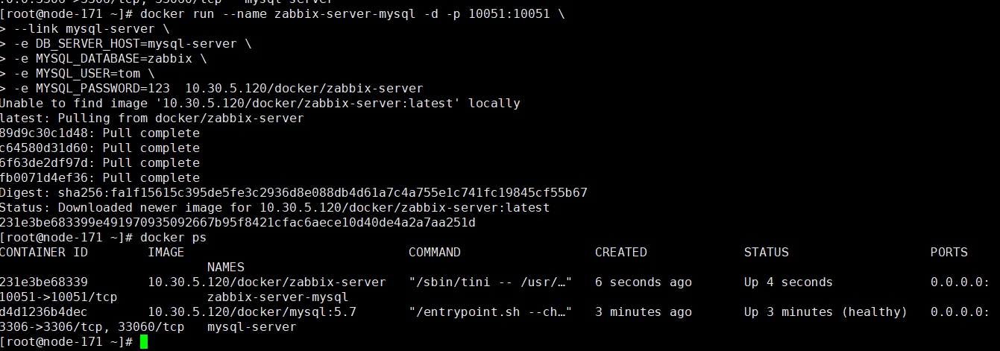 [root@node-171 ~]# docker run --name zabbix-server-mysql -d -p 10051:10051 \
> --link mysql-server \
> -e DB_SERVER_HOST=mysql-server \
> -e MYSQL_DATABASE=zabbix \
> -e MYSQL_USER=tom \
> -e MYSQL_PASSWORD=123  10.30.5.120/docker/zabbix-server
Unable to find image '10.30.5.120/docker/zabbix-server:latest' locally
latest: Pulling from docker/zabbix-server
89d9c30c1d48: Pull complete
c64580d31d60: Pull complete
6f63de2df97d: Pull complete
fb0071d4ef36: Pull complete
Digest: sha256:fa1f15615c395de5fe3c2936d8e088db4d61a7c4a755e1c741fc19845cf55b67
Status: Downloaded newer image for 10.30.5.120/docker/zabbix-server:latest
231e3be683399e491970935092667b95f8421cfac6aece10d40de4a2a7aa251d
[root@node-171 ~]# docker ps
CONTAINER ID        IMAGE                              COMMAND                  CREATED             STATUS                   PORTS
                            NAMES
231e3be68339        10.30.5.120/docker/zabbix-server   "/sbin/tini -- /usr/…"   6 seconds ago       Up 4 seconds             0.0.0.0:
10051->10051/tcp            zabbix-server-mysql
d4d1236b4dec        10.30.5.120/docker/mysql:5.7       "/entrypoint.sh --ch…"   3 minutes ago       Up 3 minutes (healthy)   0.0.0.0:
3306->3306/tcp, 33060/tcp   mysql-server
[root@node-171 ~]#